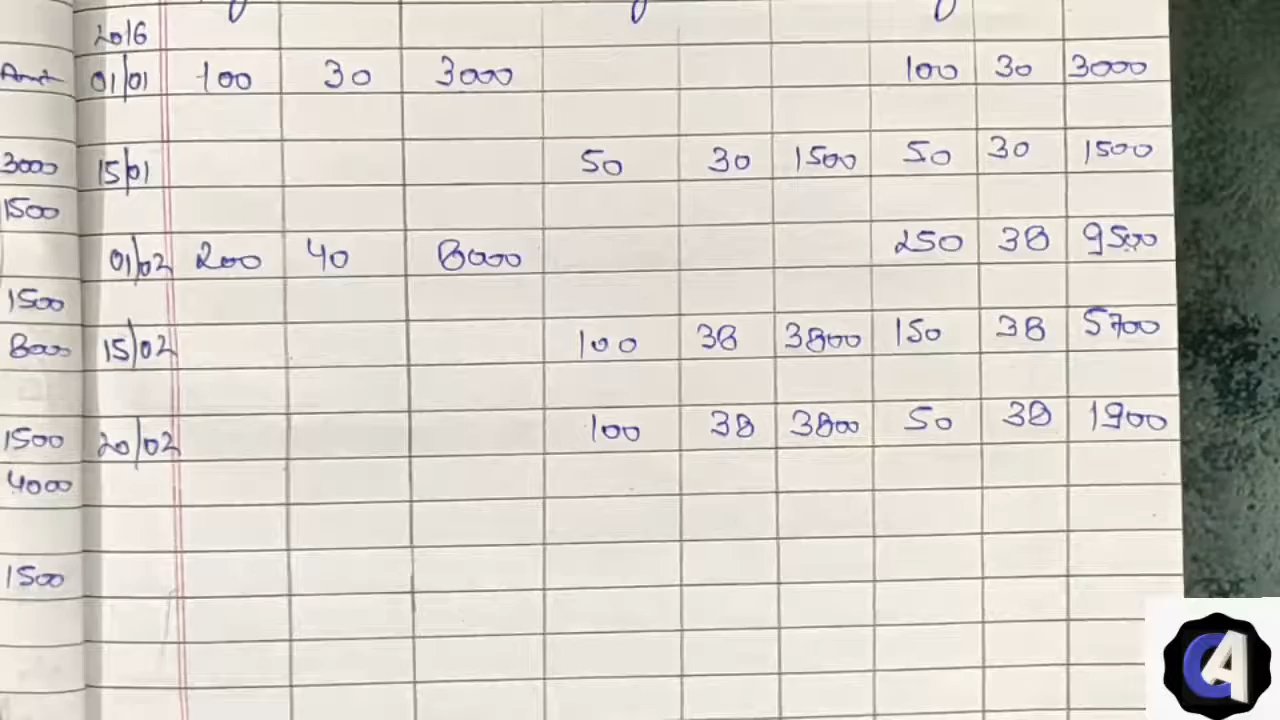 2016
Amt 01/01 100 30 3000 100 30 3000
3000 15/01 50 30 1500 50 30 1500
1500
01/02 200 40 8000 250 38 9500
1500
8000 15/02 100 38 3800 150 38 5700
1500 20/02 100 38 3800 50 38 1900
4000
1500
CA